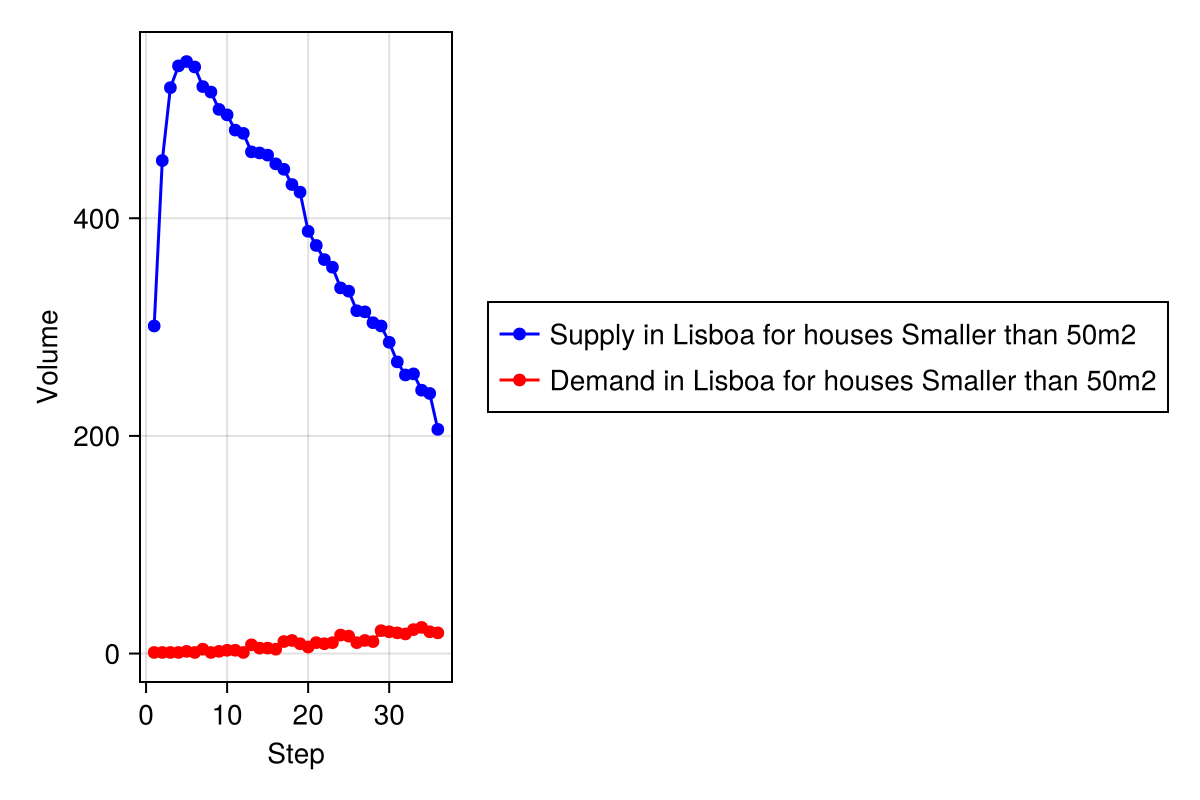 400
200
0
Volume
0 10 20 30
Step
Supply in Lisboa for houses Smaller than 50m2
Demand in Lisboa for houses Smaller than 50m2